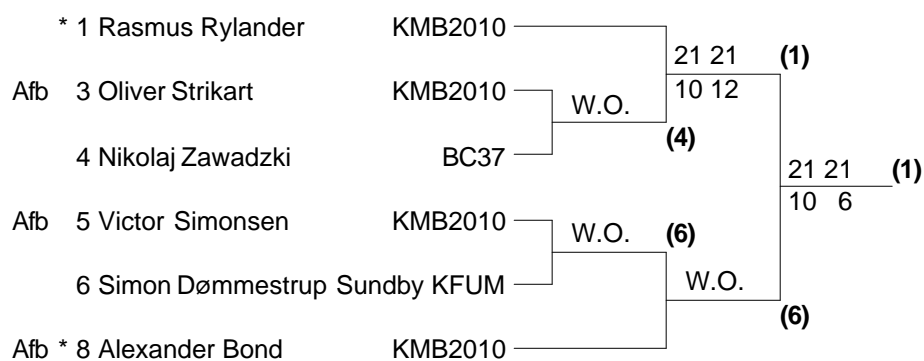 * 1 Rasmus Rylander KMB2010
21 21 (1)
Afb 3 Oliver Strikart KMB2010
10 12
W.O.
(4)
4 Nikolaj Zawadzki BC37
21 21 (1)
10 6
Afb 5 Victor Simonsen KMB2010
W.O. (6)
6 Simon Dømmestrup Sundby KFUM
W.O.
(6)
Afb * 8 Alexander Bond KMB2010